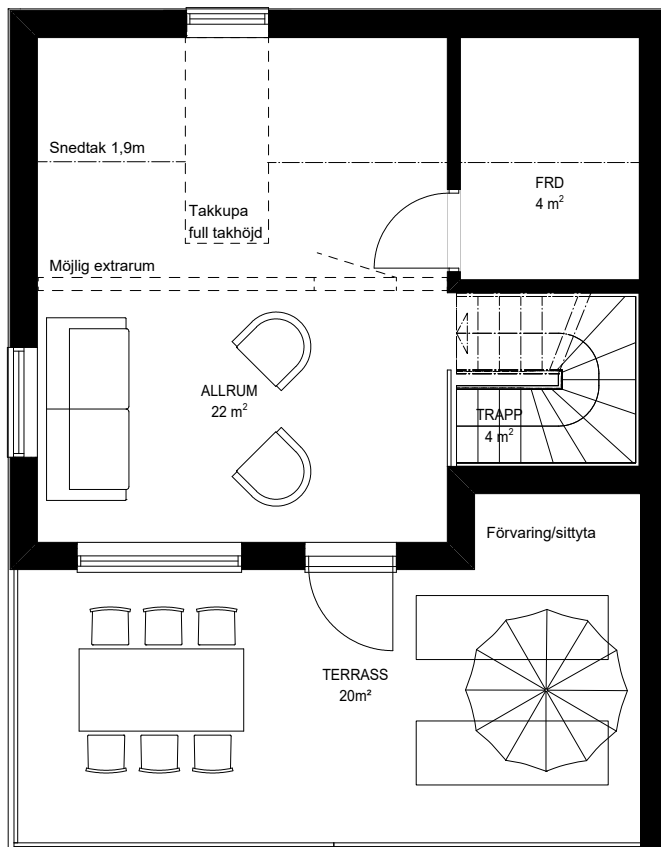 Snedtak 1,9m
FRD
4 m²
Takkupa
full takhöjd
Möjlig extrarum
ALLRUM
22 m²
TRAPP
4 m²
Förvaring/sittyta
TERRASS
20m²